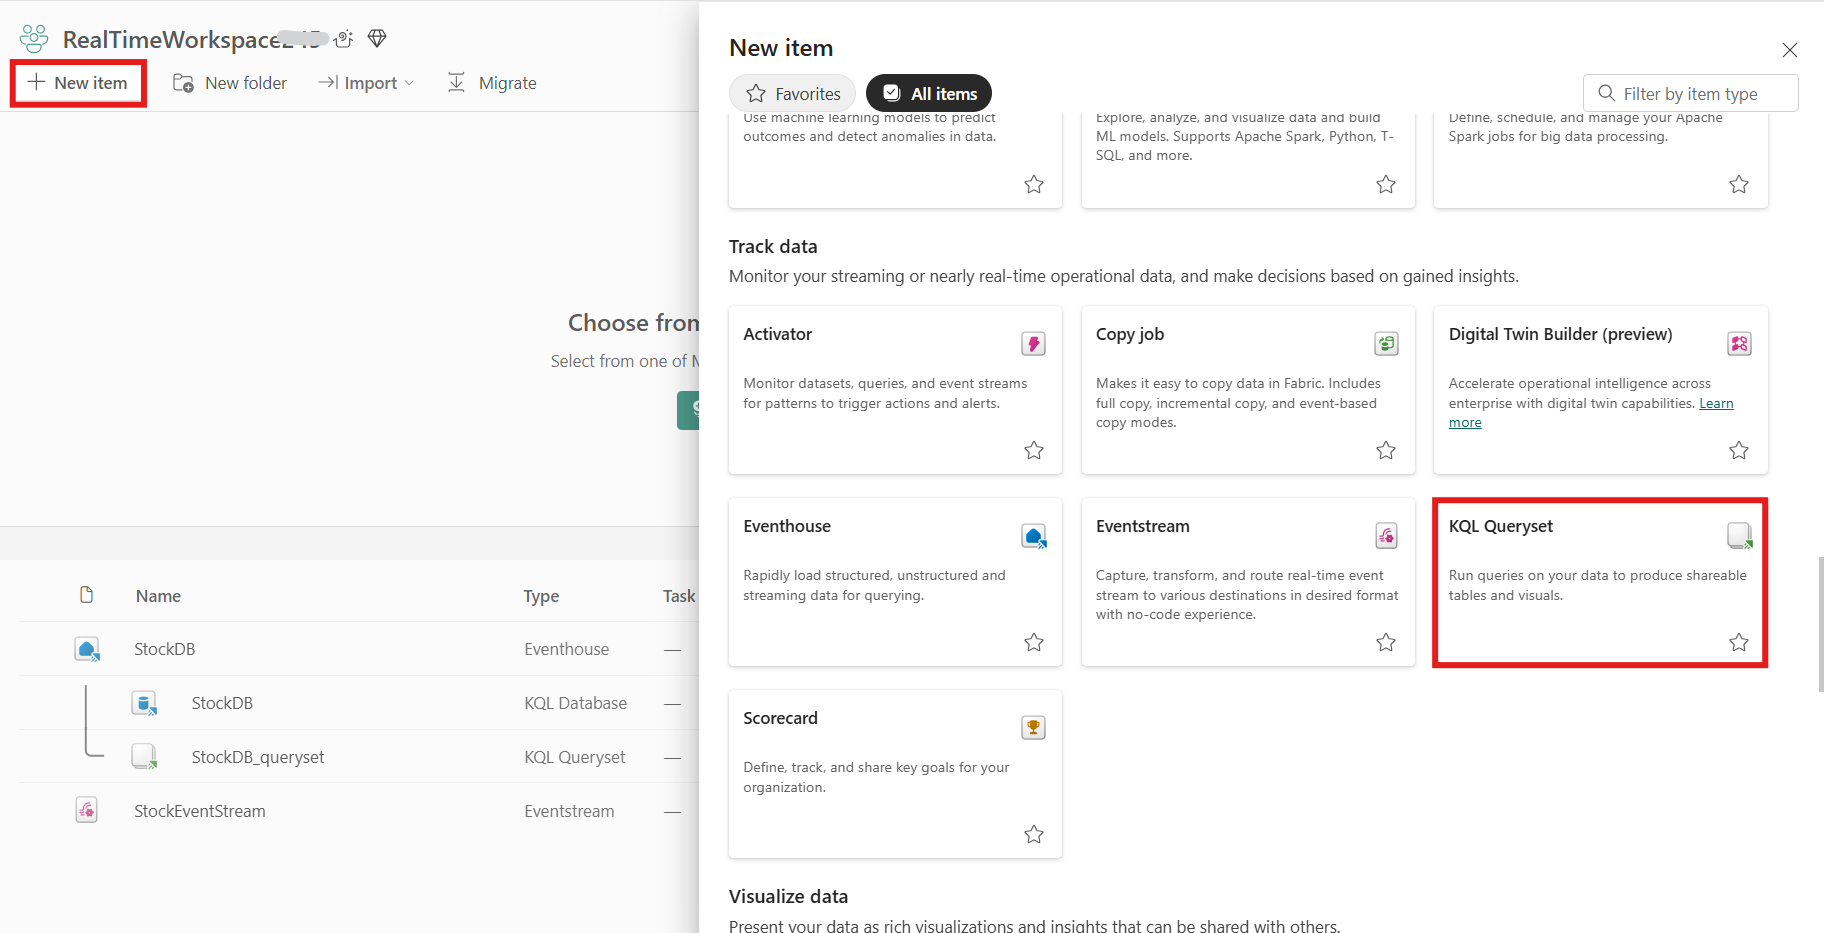 RealTimeWorkspace
New item
New folder
Import
Migrate
Choose from
Select from one of
Name
Type
Task
StockDB
Eventhouse
—
StockDB
KQL Database
—
StockDB_queryset
KQL Queryset
—
StockEventStream
Eventstream
—
New item
Favorites
All items
Filter by item type
Use machine learning models to predict
outcomes and detect anomalies in data.
Explore, analyze, and visualize data and build
ML models. Supports Apache Spark, Python, T-
SQL, and more.
Define, schedule, and manage your Apache
Spark jobs for big data processing.
Track data
Monitor your streaming or nearly real-time operational data, and make decisions based on gained insights.
Activator
Monitor datasets, queries, and event streams
for patterns to trigger actions and alerts.
Copy job
Makes it easy to copy data in Fabric. Includes
full copy, incremental copy, and event-based
copy modes.
Digital Twin Builder (preview)
Accelerate operational intelligence across
enterprise with digital twin capabilities. Learn
more
Eventhouse
Rapidly load structured, unstructured and
streaming data for querying.
Eventstream
Capture, transform, and route real-time event
stream to various destinations in desired format
with no-code experience.
KQL Queryset
Run queries on your data to produce shareable
tables and visuals.
Scorecard
Define, track, and share key goals for your
organization.
Visualize data
Present your data as rich visualizations and insights that can be shared with others.